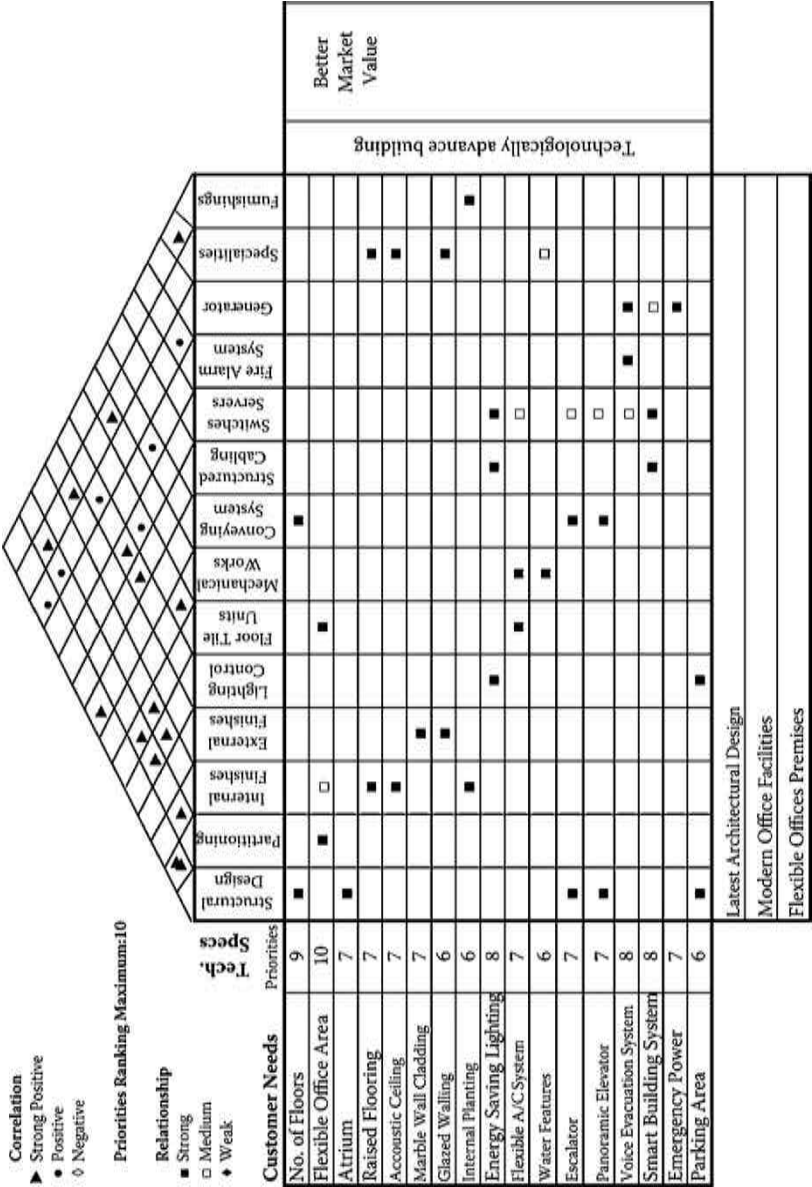 Correlation
▶ Strong Positive
• Positive
◊ Negative
Priorities Ranking Maximum:10
Relationship
■ Strong
□ Medium
♦ Weak
Customer Needs
Tech.
Specs
Priorities
Structural
Design
Partitioning
Internal
Finishes
External
Finishes
Lighting
Control
Floor Tile
Units
Mechanical
Works
Conveying
System
Structured
Cabling
Switches
Servers
Fire Alarm
System
Generator
Specialities
Furnishings
No. of Floors 9
Flexible Office Area 10
Atrium 7
Raised Flooring 7
Accoustic Ceiling 7
Marble Wall Cladding 7
Glazed Walling 6
Internal Planting 6
Energy Saving Lighting 8
Flexible A/C System 7
Water Features 6
Escalator 7
Panoramic Elevator 7
Voice Evacuation System 8
Smart Building System 8
Emergency Power 7
Parking Area 6
Technologically advance building
Better
Market
Value
Latest Architectural Design
Modern Office Facilities
Flexible Offices Premises